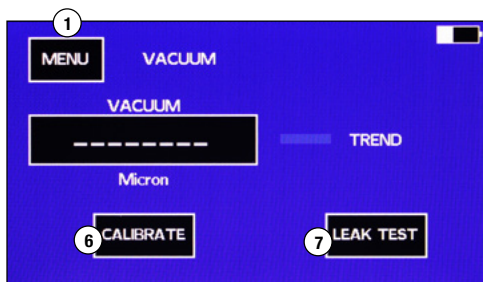 1
MENU VACUUM
VACUUM
-------- TREND
Micron
6 CALIBRATE 7 LEAK TEST